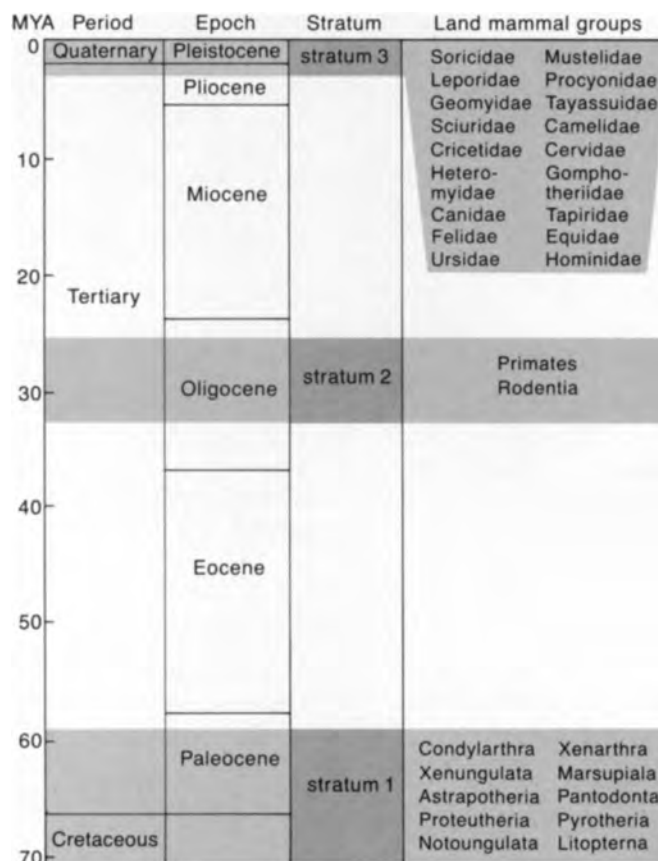 MYA Period Epoch Stratum Land mammal groups
0 Quaternary Pleistocene stratum 3 Soricidae Mustelidae
Leporidae Procyonidae
Pliocene Geomyidae Tayassuidae
Sciuridae Camelidae
10 Cricetidae Cervidae
Miocene Hetero- Gompho-
myidae theriidae
Canidae Tapiridae
Felidae Equidae
20 Ursidae Hominidae
Tertiary
stratum 2 Primates
30 Oligocene Rodentia
40
Eocene
50
60 Condylarthra Xenarthra
Paleocene Xenungulata Marsupiala
stratum 1 Astrapotheria Pantodonta
Proteutheria Pyrotheria
Cretaceous Notoungulata Litopterna
70